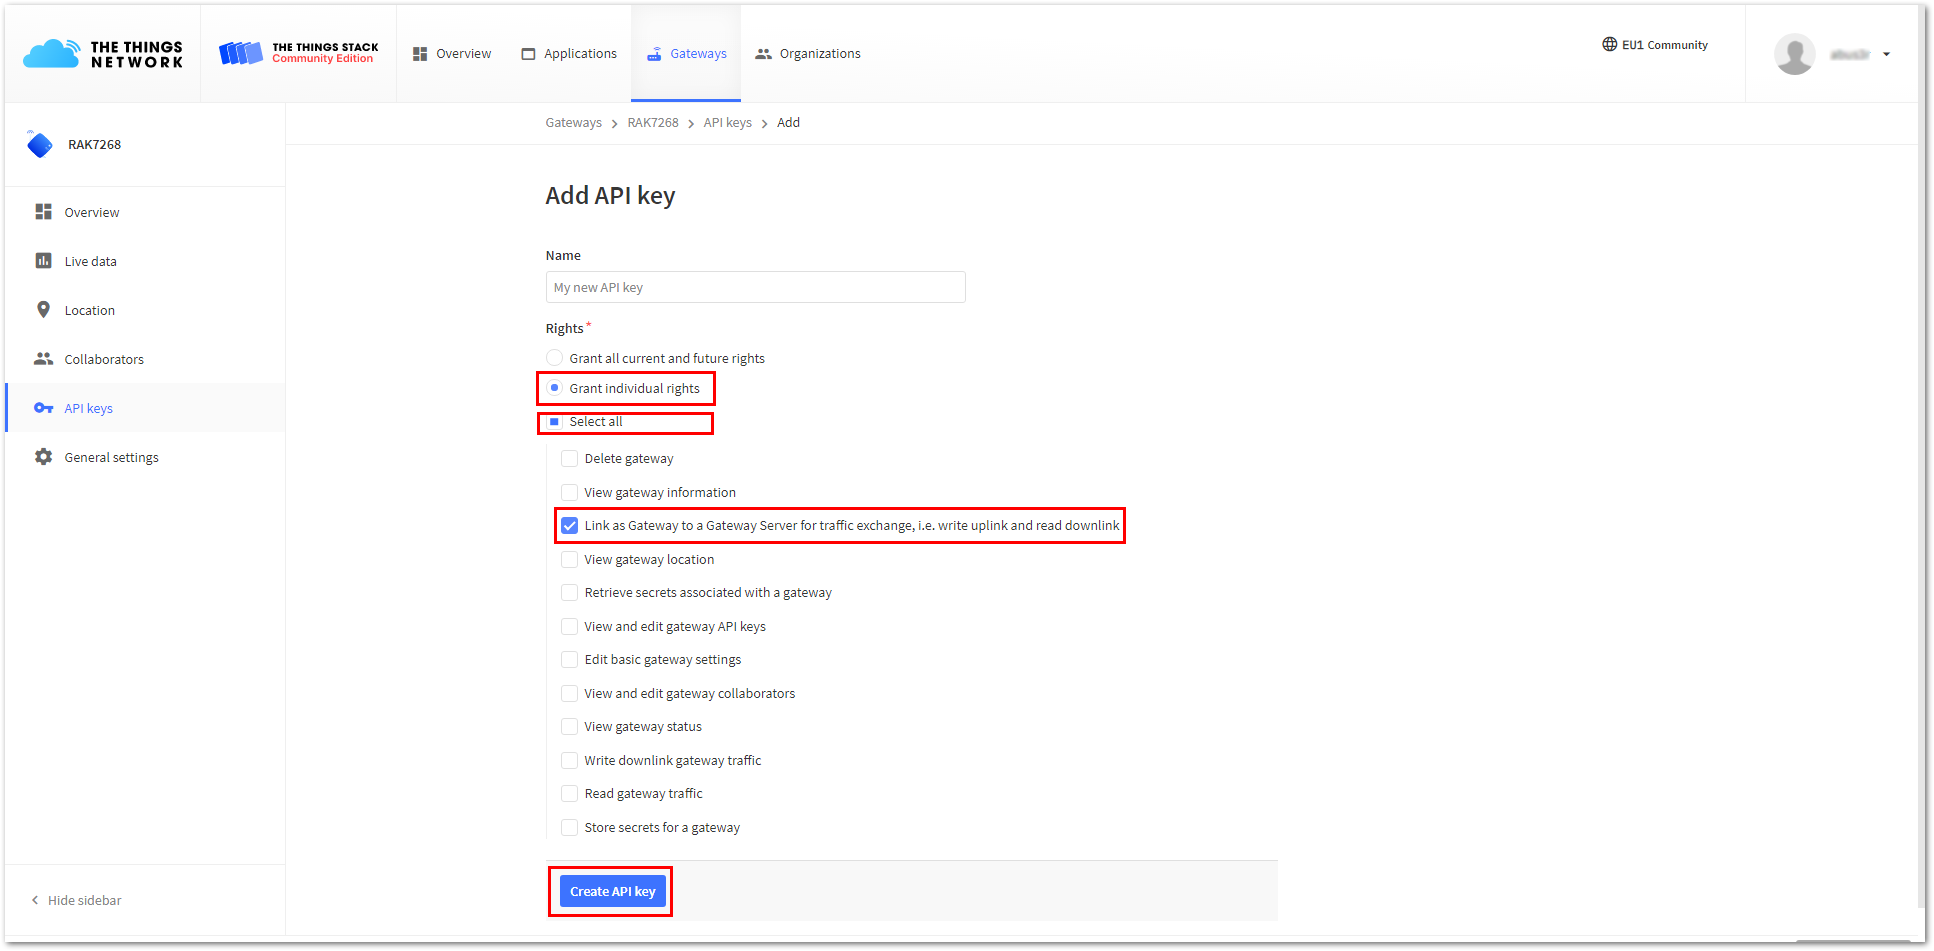 THE THINGS NETWORK
THE THINGS STACK
Community Edition
Overview
Applications
Gateways
Organizations
EU1 Community
RAK7268
Overview
Live data
Location
Collaborators
API keys
General settings
Hide sidebar
Gateways > RAK7268 > API keys > Add
Add API key
Name
My new API key
Rights*
Grant all current and future rights
Grant individual rights
Select all
Delete gateway
View gateway information
Link as Gateway to a Gateway Server for traffic exchange, i.e. write uplink and read downlink
View gateway location
Retrieve secrets associated with a gateway
View and edit gateway API keys
Edit basic gateway settings
View and edit gateway collaborators
View gateway status
Write downlink gateway traffic
Read gateway traffic
Store secrets for a gateway
Create API key